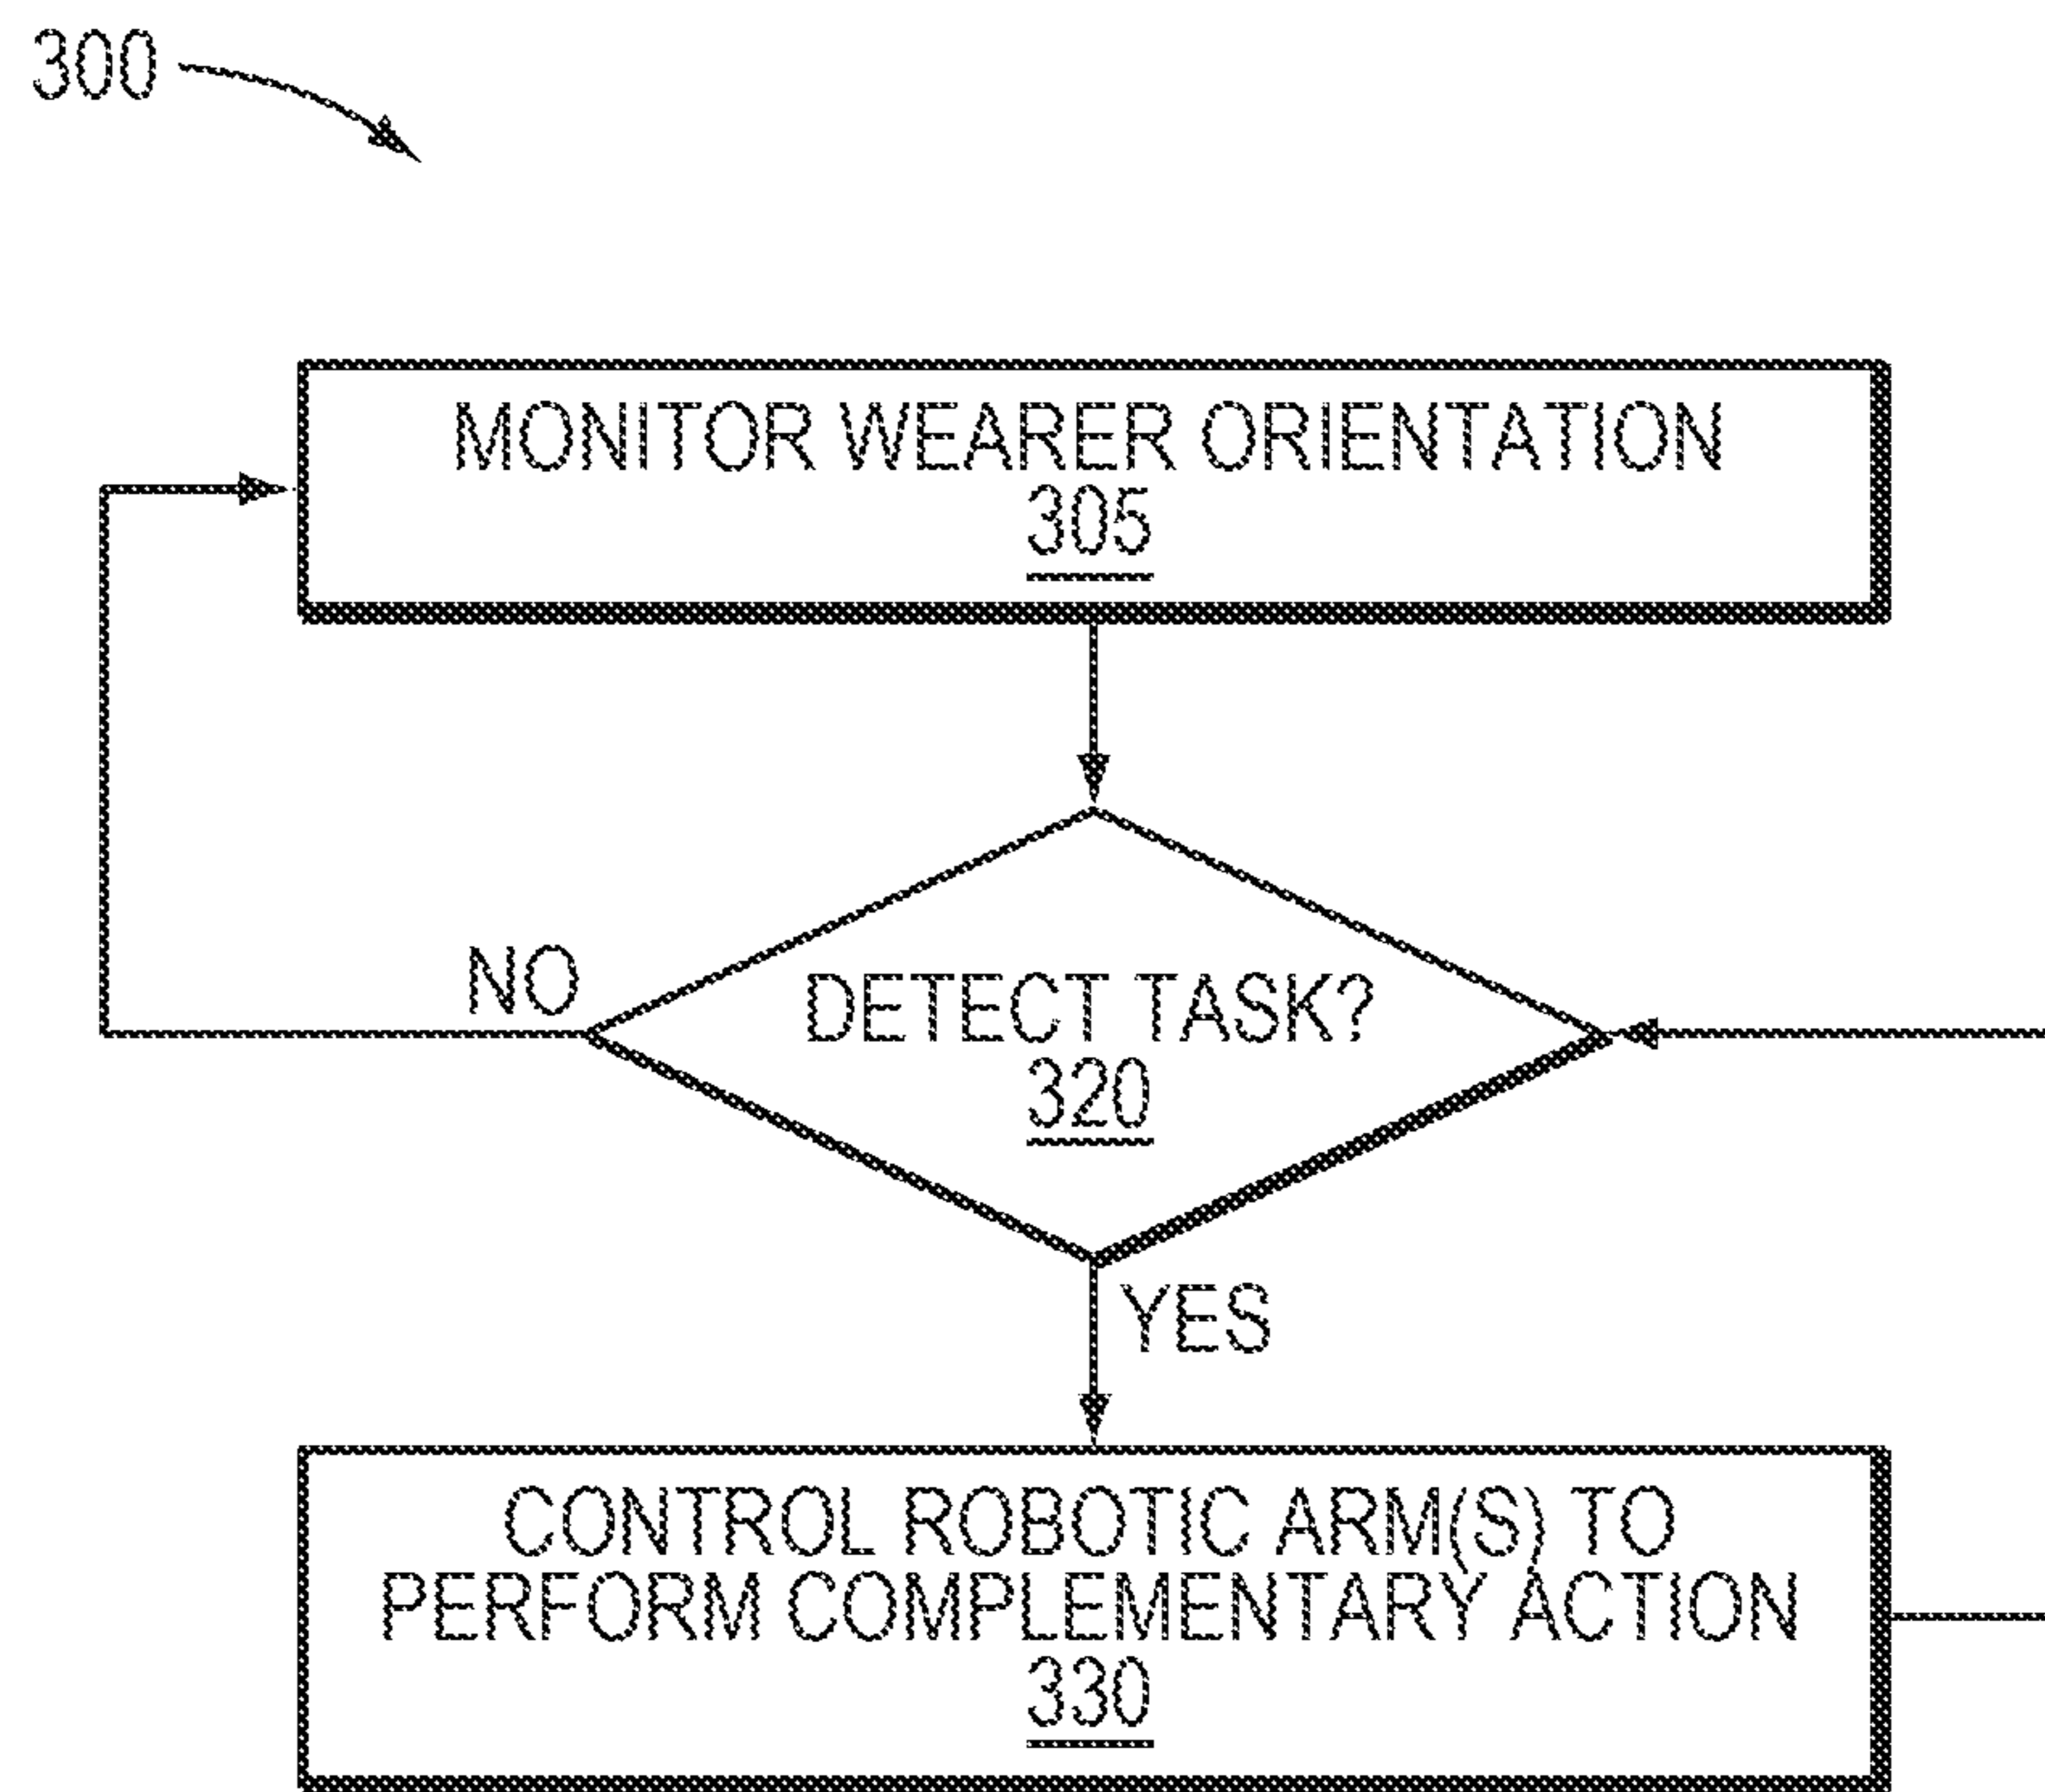 300
MONITOR WEARER ORIENTATION
305
NO
DETECT TASK?
320
YES
CONTROL ROBOTIC ARM(S) TO
PERFORM COMPLEMENTARY ACTION
330